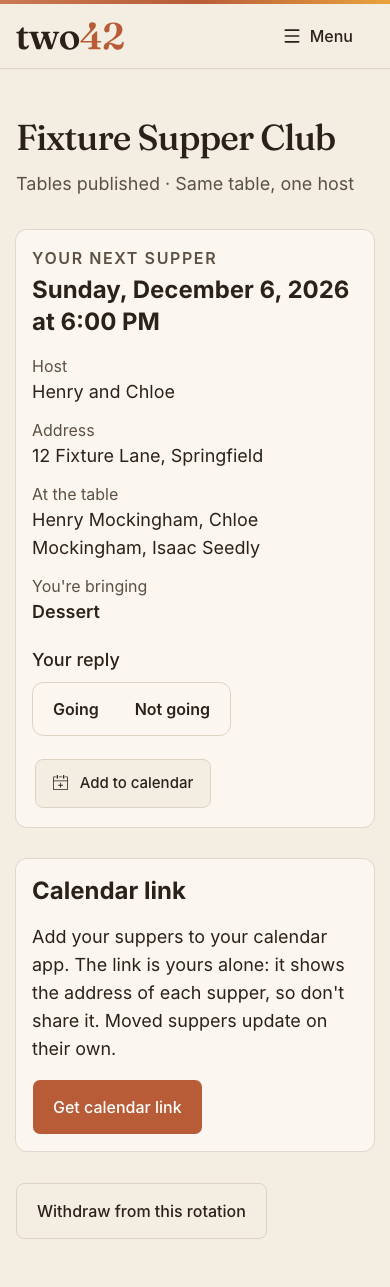 two42
Menu
Fixture Supper Club
Tables published · Same table, one host
YOUR NEXT SUPPER
Sunday, December 6, 2026
at 6:00 PM
Host
Henry and Chloe
Address
12 Fixture Lane, Springfield
At the table
Henry Mockingham, Chloe
Mockingham, Isaac Seedly
You're bringing
Dessert
Your reply
Going
Not going
Add to calendar
Calendar link
Add your suppers to your calendar
app. The link is yours alone: it shows
the address of each supper, so don't
share it. Moved suppers update on
their own.
Get calendar link
Withdraw from this rotation